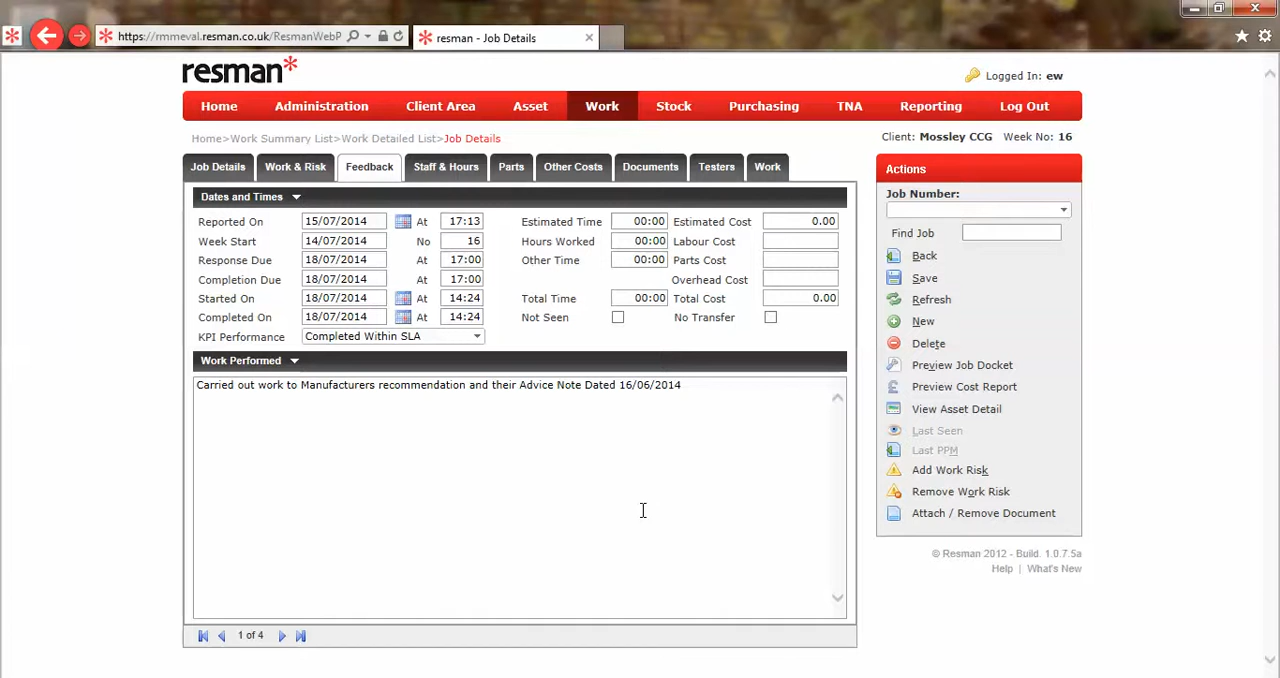 https://rmmeval.resman.co.uk/ResmanWebP
resman - Job Details
resman*
Logged In: ew
Home Administration Client Area Asset Work Stock Purchasing TNA Reporting Log Out
Home>Work Summary List>Work Detailed List>Job Details
Client: Mossley CCG Week No: 16
Job Details Work & Risk Feedback Staff & Hours Parts Other Costs Documents Testers Work
Dates and Times
Reported On 15/07/2014 At 17:13 Estimated Time 00:00 Estimated Cost 0.00
Week Start 14/07/2014 No 16 Hours Worked 00:00 Labour Cost
Response Due 18/07/2014 At 17:00 Other Time 00:00 Parts Cost
Completion Due 18/07/2014 At 17:00 Overhead Cost
Started On 18/07/2014 At 14:24 Total Time 00:00 Total Cost 0.00
Completed On 18/07/2014 At 14:24 Not Seen No Transfer
KPI Performance Completed Within SLA
Work Performed
Carried out work to Manufacturers recommendation and their Advice Note Dated 16/06/2014
1 of 4
Actions
Job Number:
Find Job
Back
Save
Refresh
New
Delete
Preview Job Docket
Preview Cost Report
View Asset Detail
Last Seen
Last PPM
Add Work Risk
Remove Work Risk
Attach / Remove Document
© Resman 2012 - Build. 1.0.7.5a
Help | What's New